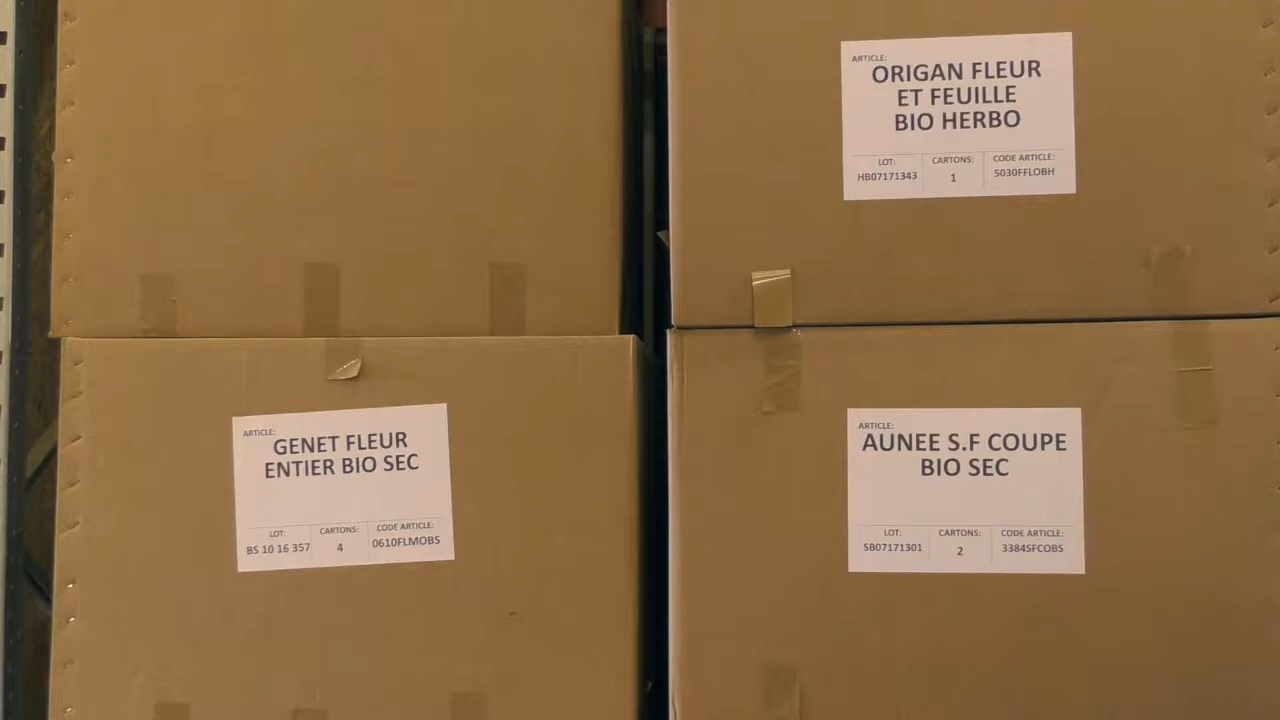 ARTICLE:
ORIGAN FLEUR
ET FEUILLE
BIO HERBO
LOT: CARTONS: CODE ARTICLE:
HB07171343 1 5030FFLOBH
ARTICLE:
GENET FLEUR
ENTIER BIO SEC
LOT: CARTONS: CODE ARTICLE:
BS 10 16 357 4 0610FLMOBS
ARTICLE:
AUNEE S.F COUPE
BIO SEC
LOT: CARTONS: CODE ARTICLE:
SB07171301 2 3384SFCOBS